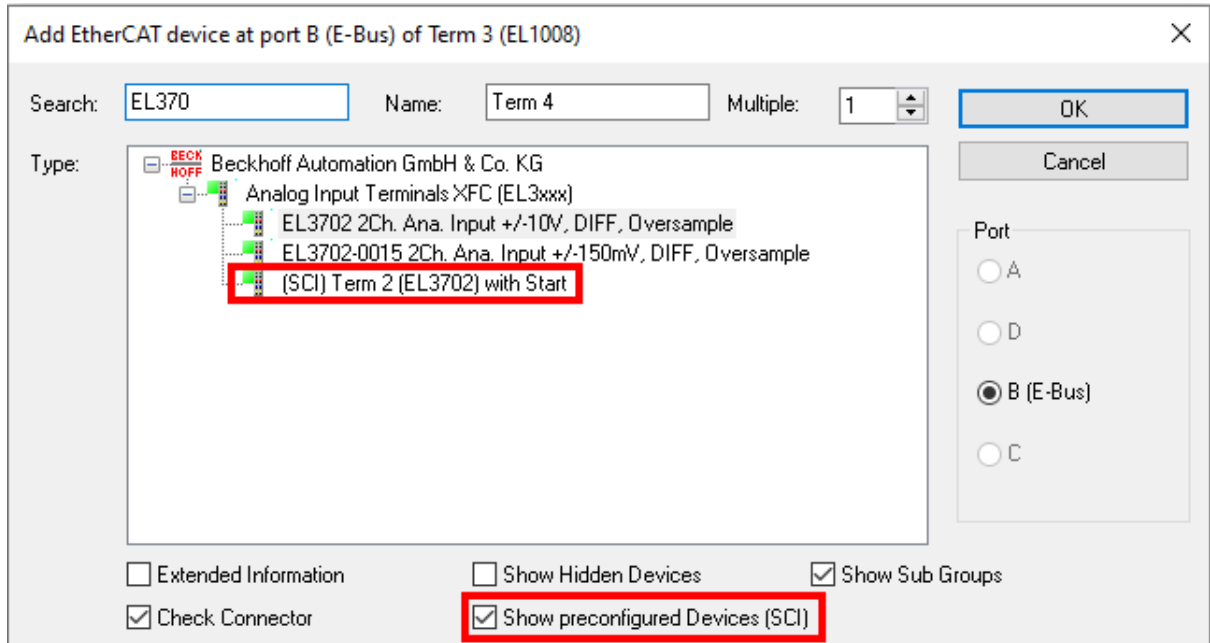 Add EtherCAT device at port B (E-Bus) of Term 3 (EL1008)
Search: EL370 Name: Term 4 Multiple: 1 OK
Type: BECKHOFF Beckhoff Automation GmbH & Co. KG Cancel
Analog Input Terminals XFC (EL3xxx)
EL3702 2Ch. Ana. Input +/-10V, DIFF, Oversample
EL3702-0015 2Ch. Ana. Input +/-150mV, DIFF, Oversample
(SCI) Term 2 (EL3702) with Start
Port
A
D
B (E-Bus)
C
Extended Information Show Hidden Devices Show Sub Groups
Check Connector Show preconfigured Devices (SCI)